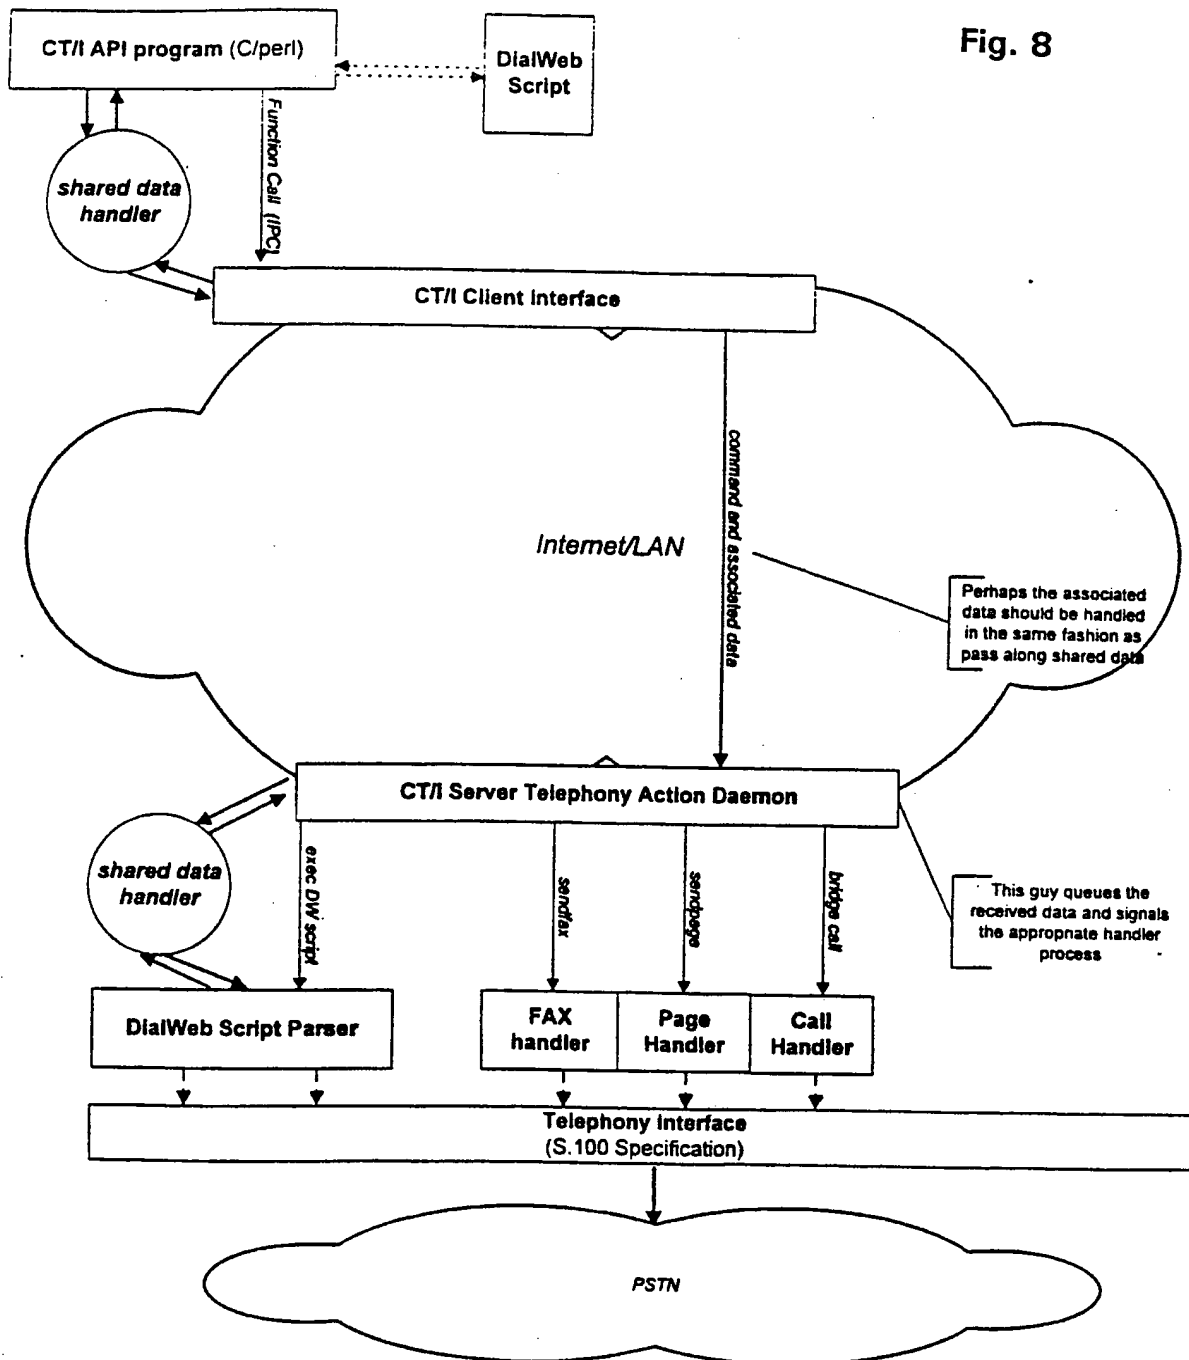 Fig. 8
CT/I API program (C/perl)
DialWeb
Script
Function Call (IPC)
shared data
handler
CT/I Client Interface
command and associated data
Internet/LAN
Perhaps the associated
data should be handled
in the same fashion as
pass along shared data
CT/I Server Telephony Action Daemon
shared data
handler
exec DW script
sendfax
sendpage
bridge call
This guy queues the
received data and signals
the appropriate handler
process
DialWeb Script Parser
FAX
handler
Page
Handler
Call
Handler
Telephony Interface
(S.100 Specification)
PSTN